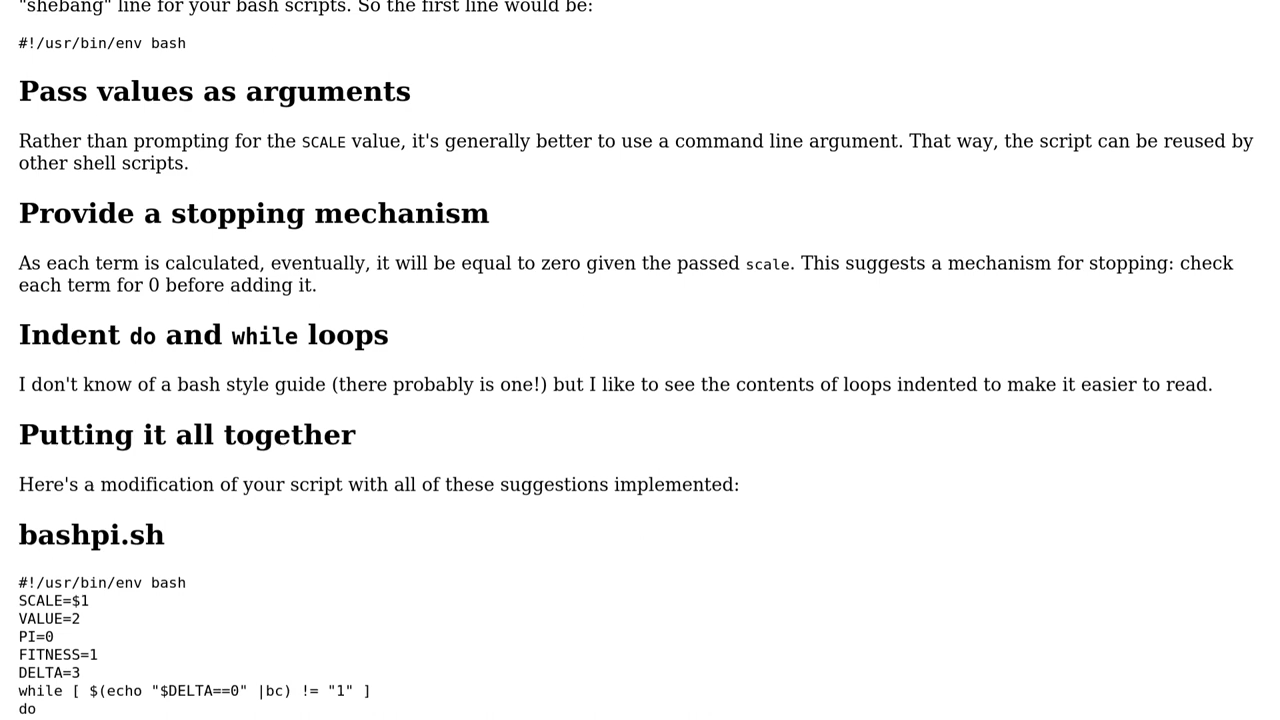 "shebang" line for your bash scripts. So the first line would be:
#!/usr/bin/env bash
Pass values as arguments
Rather than prompting for the SCALE value, it's generally better to use a command line argument. That way, the script can be reused by
other shell scripts.
Provide a stopping mechanism
As each term is calculated, eventually, it will be equal to zero given the passed scale. This suggests a mechanism for stopping: check
each term for 0 before adding it.
Indent do and while loops
I don't know of a bash style guide (there probably is one!) but I like to see the contents of loops indented to make it easier to read.
Putting it all together
Here's a modification of your script with all of these suggestions implemented:
bashpi.sh
#!/usr/bin/env bash
SCALE=$1
VALUE=2
PI=0
FITNESS=1
DELTA=3
while [ $(echo "$DELTA==0" |bc) != "1" ]
do